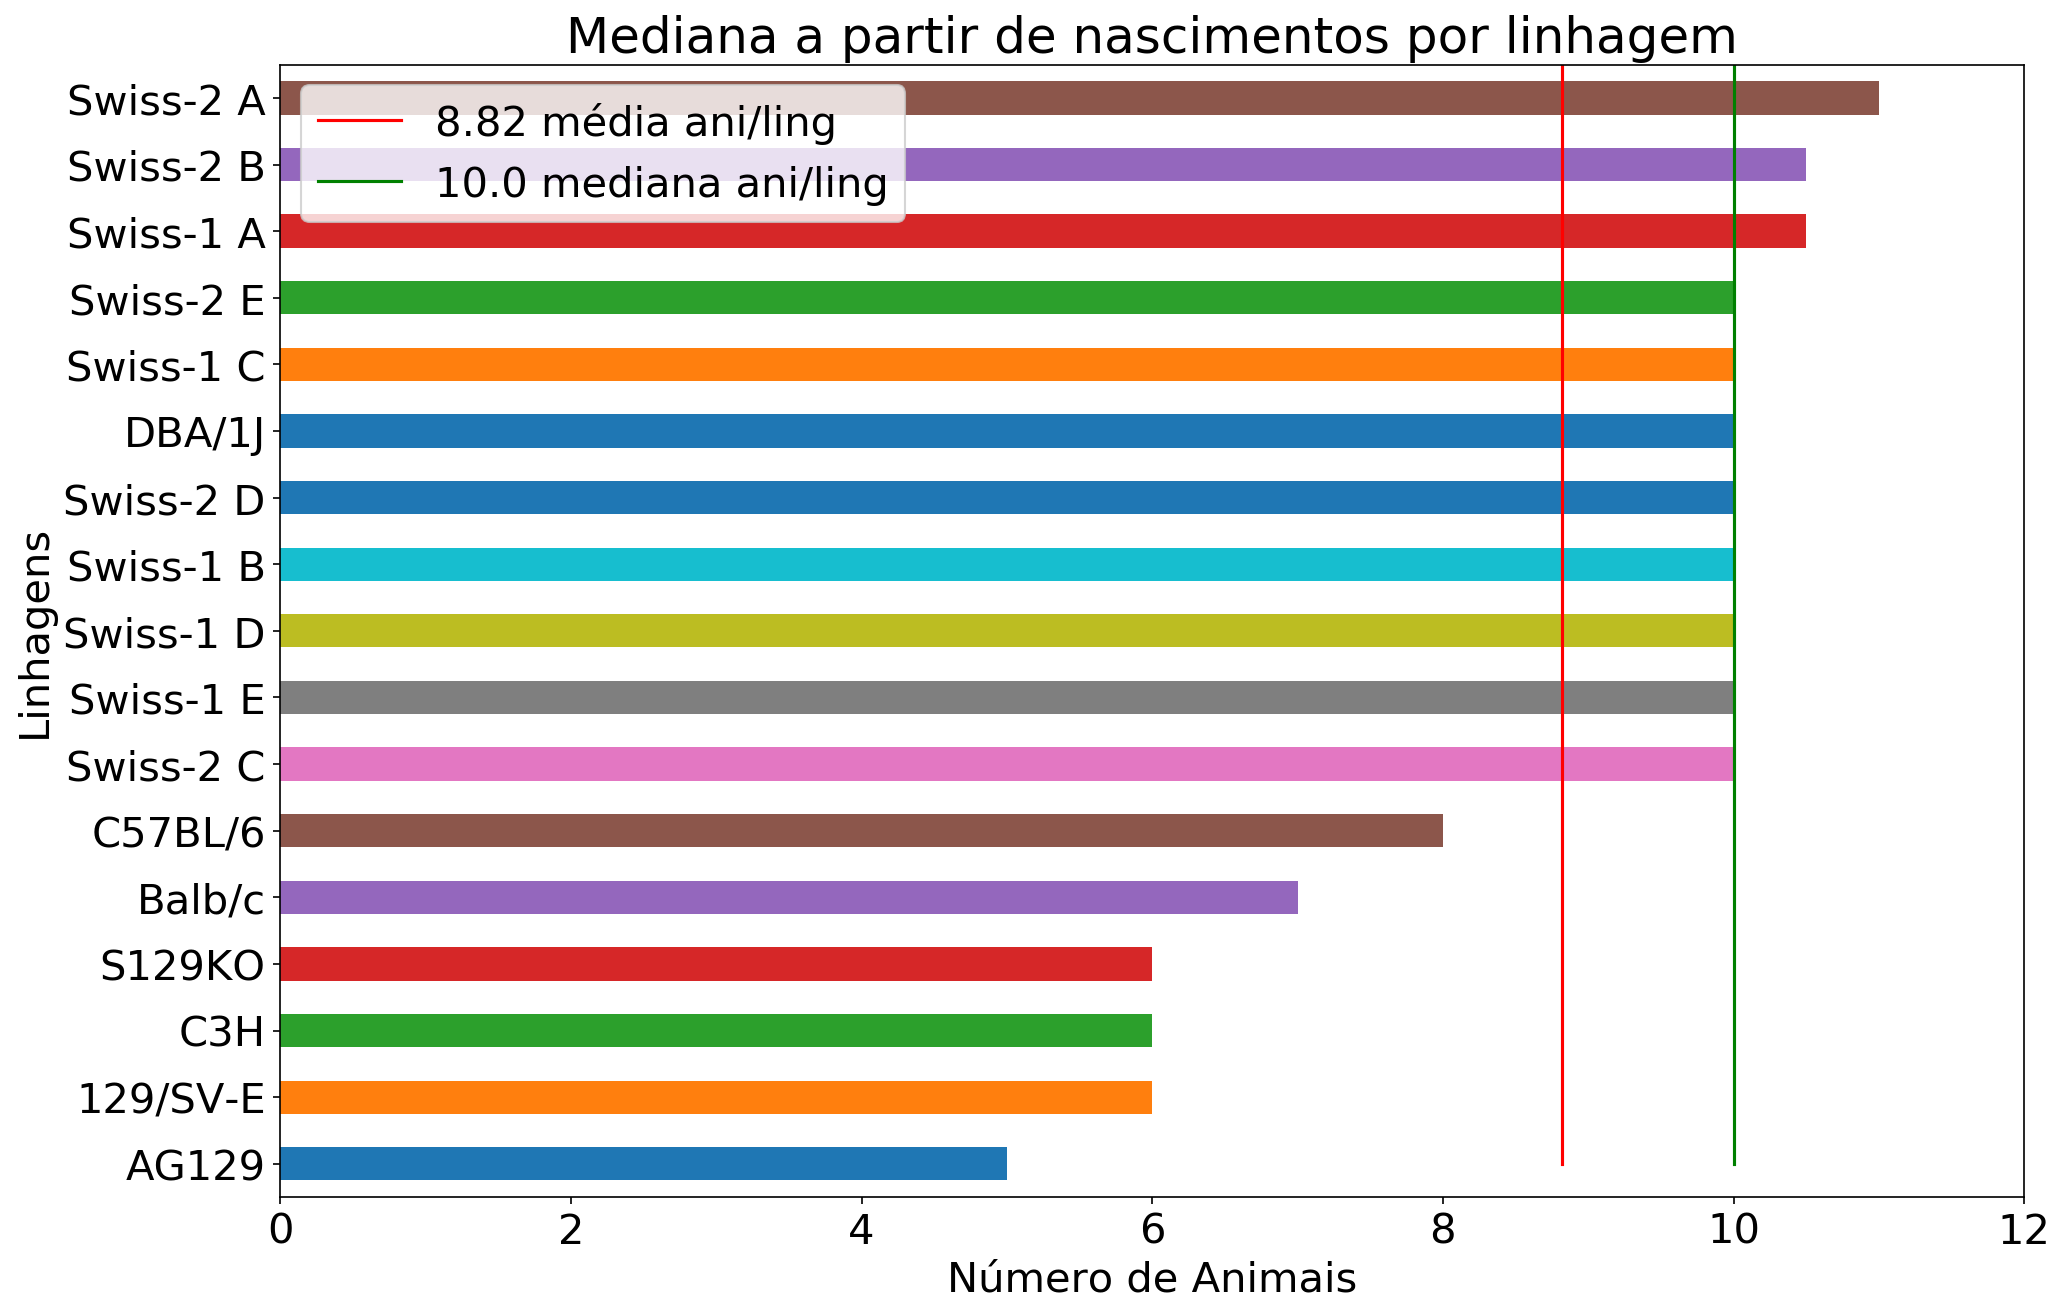 Mediana a partir de nascimentos por linhagem
8.82 média ani/ling
10.0 mediana ani/ling
Linhagens
Swiss-2 A
Swiss-2 B
Swiss-1 A
Swiss-2 E
Swiss-1 C
DBA/1J
Swiss-2 D
Swiss-1 B
Swiss-1 D
Swiss-1 E
Swiss-2 C
C57BL/6
Balb/c
S129KO
C3H
129/SV-E
AG129
0 2 4 6 8 10 12
Número de Animais